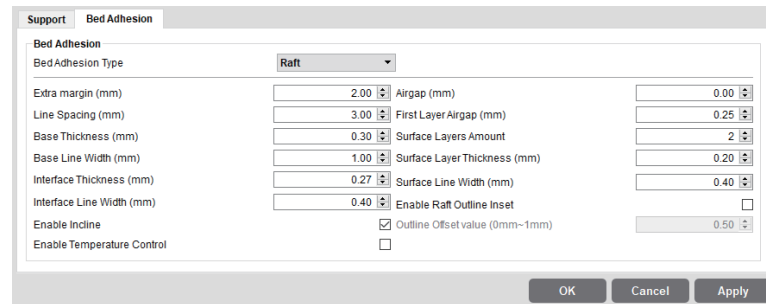 Support Bed Adhesion
Bed Adhesion
Bed Adhesion Type Raft
Extra margin (mm) 2.00 Airgap (mm) 0.00
Line Spacing (mm) 3.00 First Layer Airgap (mm) 0.25
Base Thickness (mm) 0.30 Surface Layers Amount 2
Base Line Width (mm) 1.00 Surface Layer Thickness (mm) 0.20
Interface Thickness (mm) 0.27 Surface Line Width (mm) 0.40
Interface Line Width (mm) 0.40 Enable Raft Outline Inset
Enable Incline Outline Offset value (0mm~1mm) 0.50
Enable Temperature Control
OK Cancel Apply